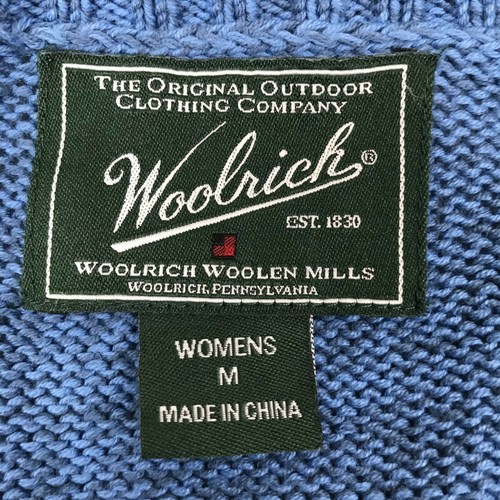 THE ORIGINAL OUTDOOR
CLOTHING COMPANY
Woolrich®
EST. 1830
WOOLRICH WOOLEN MILLS
WOOLRICH, PENNSYLVANIA
WOMENS
M
MADE IN CHINA